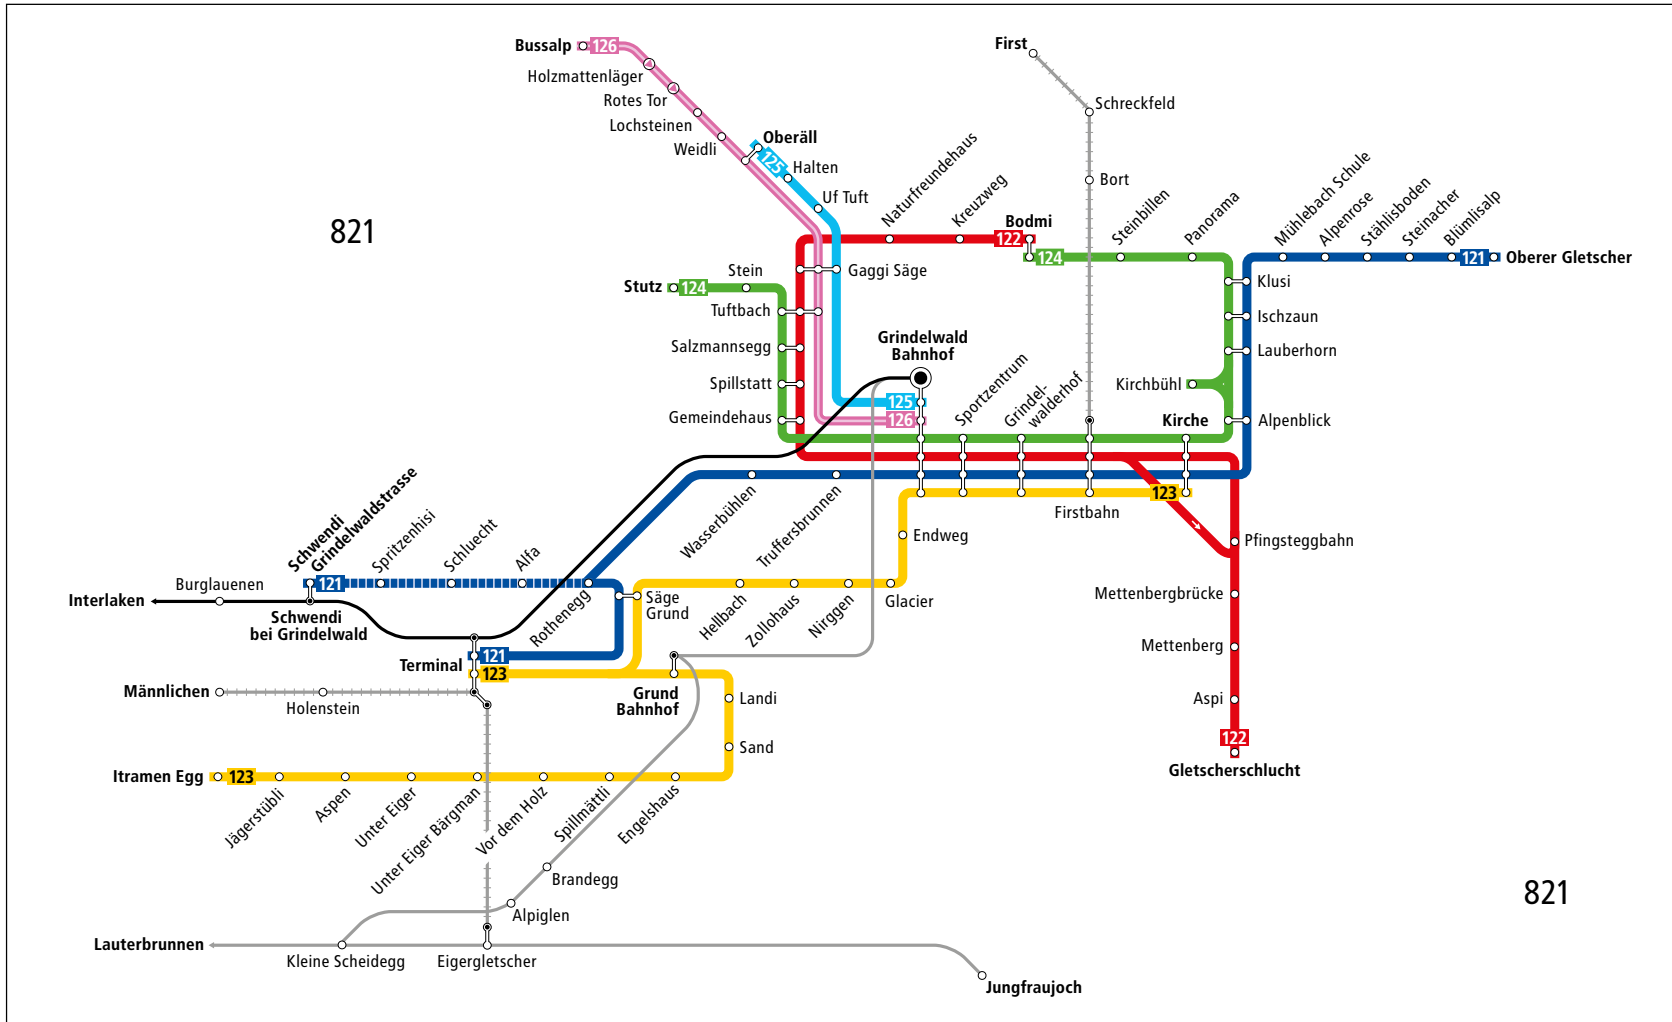 Bussalp
126
Holzmattenläger
Rotes Tor
Lochsteinen
Weidli
Oberäll
125
Halten
Uf Tuft
First
Schreckfeld
Bort
821
Naturfreundehaus
Kreuzweg
Bodmi
122
124
Steinbillen
Panorama
Mühlebach Schule
Alpenrose
Stählisboden
Steinacher
Blünlisalp
121
Oberer Gletscher
Gaggi Säge
Stein
Stutz
124
Tuftbach
Salzmannsegg
Spillstatt
Gemeindehaus
Klusi
Ischzaun
Lauberhorn
Kirchbühl
Alpenblick
Grindelwald
Bahnhof
125
126
Sportzentrum
Grindel-
walderhof
Kirche
123
Firstbahn
Endweg
Pfingsteggbahn
Mettenbergbrücke
Mettenberg
Aspi
122
Gletscherschlucht
Wasserbühlen
Truffersbrunnen
Schwendi
Grindelwaldstrasse
121
Spritzenhisi
Schluecht
Alfa
Rothenegg
Burglauenen
Interlaken
Schwendi
bei Grindelwald
Säge
Grund
Hellbach
Zollohaus
Nirggen
Glacier
Terminal
121
123
Männlichen
Holenstein
Grund
Bahnhof
Landi
Sand
Itramen Egg
123
Jägerstübli
Aspen
Unter Eiger
Unter Eiger Bärgman
Vor dem Holz
Spillmättli
Engelshaus
Brandegg
Alpiglen
821
Lauterbrunnen
Kleine Scheidegg
Eigergletscher
Jungfraujoch